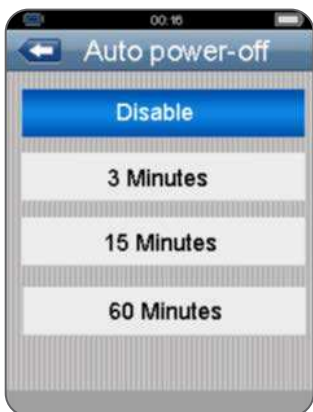 00:16
Auto power-off
Disable
3 Minutes
15 Minutes
60 Minutes